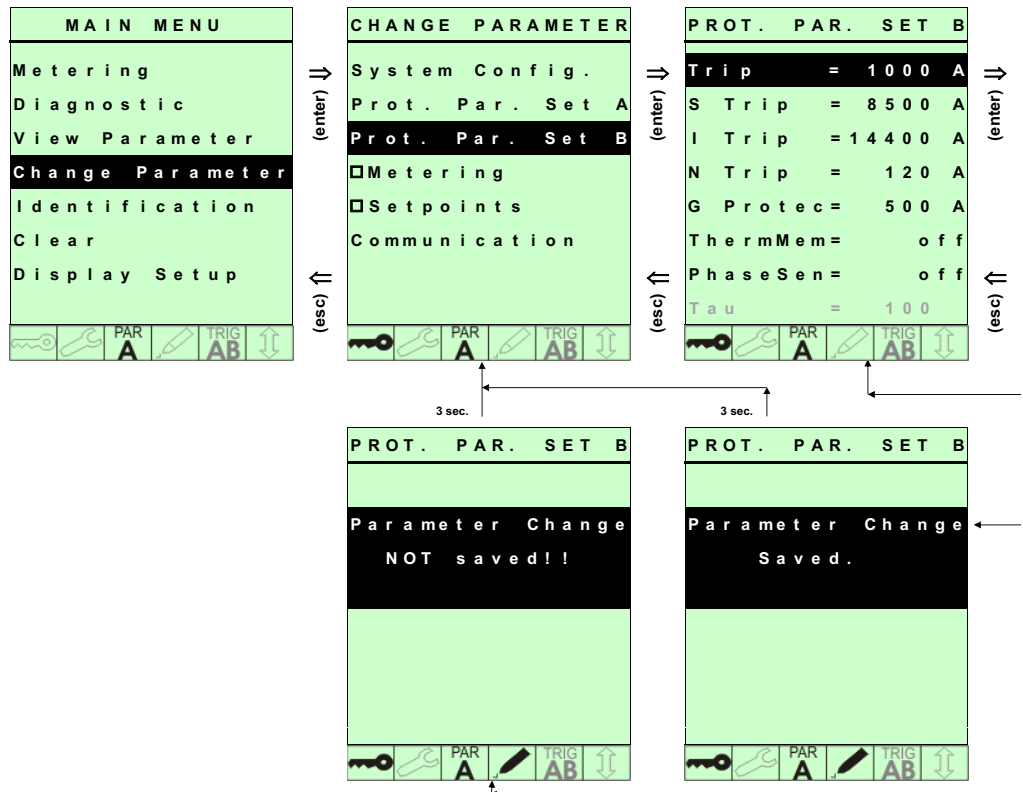 MAIN MENU
Metering
Diagnostic
View Parameter
Change Parameter
Identification
Clear
Display Setup
PAR
A
TRIG
AB
⇒
(enter)
⇐
(esc)
CHANGE PARAMETER
System Config.
Prot. Par. Set A
Prot. Par. Set B
□Metering
□Setpoints
Communication
PAR
A
TRIG
AB
⇒
(enter)
⇐
(esc)
PROT. PAR. SET B
Trip = 1000 A
S Trip = 8500 A
I Trip =14400 A
N Trip = 120 A
G Protec= 500 A
ThermMem= off
PhaseSen= off
Tau = 100
PAR
A
TRIG
AB
⇒
(enter)
⇐
(esc)
3 sec.
3 sec.
PROT. PAR. SET B
Parameter Change
NOT saved!!
PAR
A
TRIG
AB
PROT. PAR. SET B
Parameter Change
Saved.
PAR
A
TRIG
AB